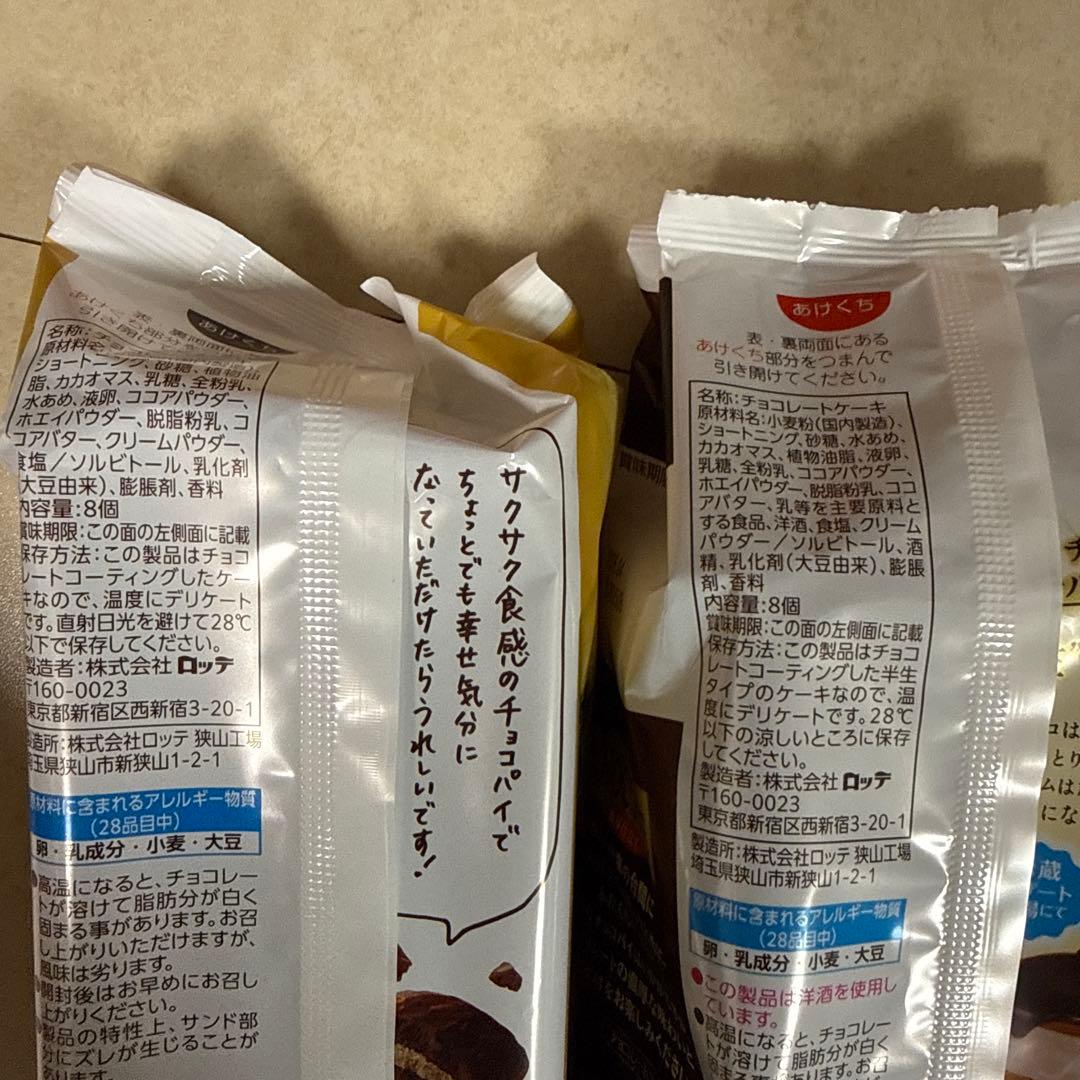 あけくち
名称:チ
原材料名:
ショートニング、砂糖、植物油
脂、カカオマス、乳糖、全粉乳、
水あめ、液卵、ココアパウダー、
ホエイパウダー、脱脂粉乳、コ
コアバター、クリームパウダー、
食塩/ソルビトール、乳化剤
(大豆由来)、膨脹剤、香料
内容量:8個
賞味期限:この面の左側面に記載
保存方法:この製品はチョコ
レートコーティングしたケー
キなので、温度にデリケート
です。直射日光を避けて28℃
以下で保存してください。
製造者:株式会社 ロッテ
〒160-0023
東京都新宿区西新宿3-20-1
製造所:株式会社ロッテ 狭山工場
埼玉県狭山市新狭山1-2-1
原材料に含まれるアレルギー物質
(28品目中)
卵・乳成分・小麦・大豆
●高温になると、チョコレー
トが溶けて脂肪分が白く
固まる事があります。お召
し上がりいただけますが、
風味は劣ります。
●開封後はお早めにお召し
上がりください。
●製品の特性上、サンド部
分にズレが生じることが
あります。
サクサク食感のチョコパイで
ちょっとでも幸せ気分に
なっていただけたらうれしいです!
あけくち
表・裏両面にある
あけくち部分をつまんで
引き開けてください。
名称:チョコレートケーキ
原材料名:小麦粉(国内製造)、
ショートニング、砂糖、水あめ、
カカオマス、植物油脂、液卵、
乳糖、全粉乳、ココアパウダー、
ホエイパウダー、脱脂粉乳、ココ
アバター、乳等を主要原料と
する食品、洋酒、食塩、クリーム
パウダー/ソルビトール、酒
精、乳化剤(大豆由来)、膨脹
剤、香料
内容量:8個
賞味期限:この面の左側面に記載
保存方法:この製品はチョコ
レートコーティングした半生
タイプのケーキなので、温
度にデリケートです。28℃
以下の涼しいところに保存
してください。
製造者:株式会社 ロッテ
〒160-0023
東京都新宿区西新宿3-20-1
製造所:株式会社ロッテ 狭山工場
埼玉県狭山市新狭山1-2-1
原材料に含まれるアレルギー物質
(28品目中)
卵・乳成分・小麦・大豆
●この製品は洋酒を使用し
ています。
●高温になると、チョコレー
トが溶けて脂肪分が白く
固まる事があります。お召
賞味期限